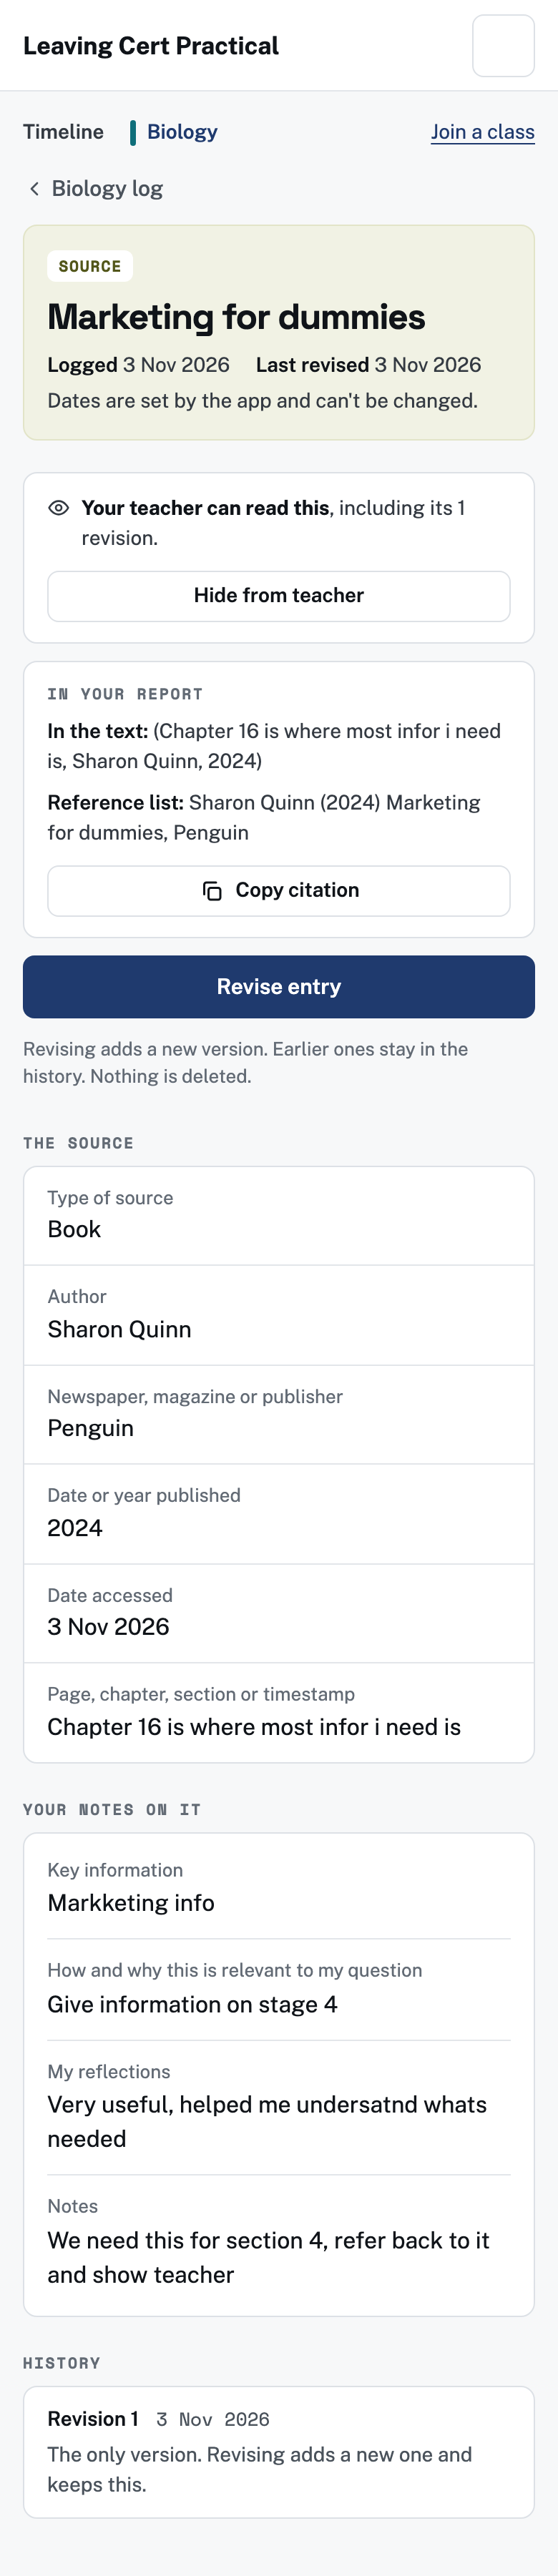 Leaving Cert Practical
Timeline
Biology
Join a class
Biology log
SOURCE
Marketing for dummies
Logged 3 Nov 2026 Last revised 3 Nov 2026
Dates are set by the app and can't be changed.
Your teacher can read this, including its 1
revision.
Hide from teacher
IN YOUR REPORT
In the text: (Chapter 16 is where most infor i need
is, Sharon Quinn, 2024)
Reference list: Sharon Quinn (2024) Marketing
for dummies, Penguin
Copy citation
Revise entry
Revising adds a new version. Earlier ones stay in the
history. Nothing is deleted.
THE SOURCE
Type of source
Book
Author
Sharon Quinn
Newspaper, magazine or publisher
Penguin
Date or year published
2024
Date accessed
3 Nov 2026
Page, chapter, section or timestamp
Chapter 16 is where most infor i need is
YOUR NOTES ON IT
Key information
Markketing info
How and why this is relevant to my question
Give information on stage 4
My reflections
Very useful, helped me undersatnd whats
needed
Notes
We need this for section 4, refer back to it
and show teacher
HISTORY
Revision 1 3 Nov 2026
The only version. Revising adds a new one and
keeps this.